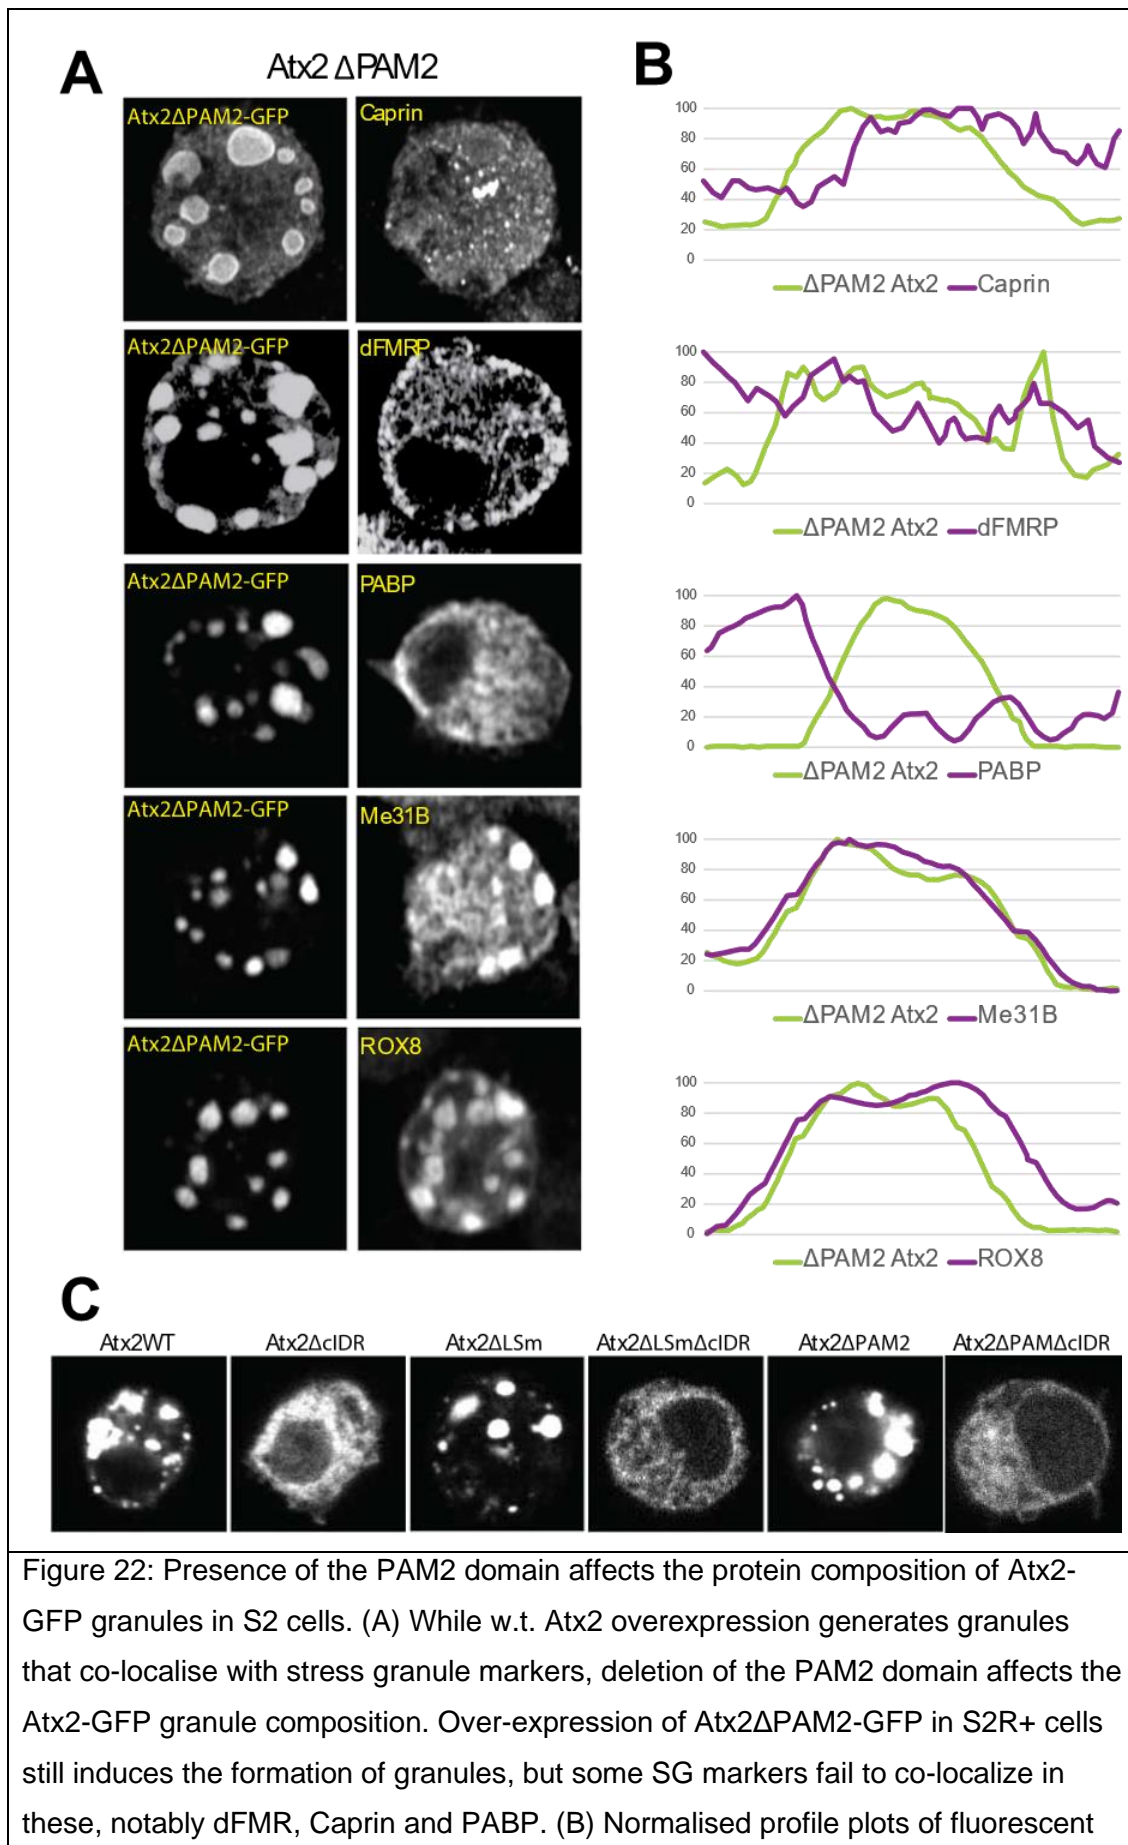 A
Atx2 ΔPAM2
Atx2ΔPAM2-GFP
Caprin
Atx2ΔPAM2-GFP
dFMRP
Atx2ΔPAM2-GFP
PABP
Atx2ΔPAM2-GFP
Me31B
Atx2ΔPAM2-GFP
ROX8
B
100
80
60
40
20
0
ΔPAM2 Atx2 Caprin
100
80
60
40
20
0
ΔPAM2 Atx2 dFMRP
100
80
60
40
20
0
ΔPAM2 Atx2 PABP
100
80
60
40
20
0
ΔPAM2 Atx2 Me31B
100
80
60
40
20
0
ΔPAM2 Atx2 ROX8
C
Atx2WT Atx2ΔcIDR Atx2ΔLSm Atx2ΔLSmΔcIDR Atx2ΔPAM2 Atx2ΔPAMΔcIDR
Figure 22: Presence of the PAM2 domain affects the protein composition of Atx2-
GFP granules in S2 cells. (A) While w.t. Atx2 overexpression generates granules
that co-localise with stress granule markers, deletion of the PAM2 domain affects the
Atx2-GFP granule composition. Over-expression of Atx2ΔPAM2-GFP in S2R+ cells
still induces the formation of granules, but some SG markers fail to co-localize in
these, notably dFMR, Caprin and PABP. (B) Normalised profile plots of fluorescent